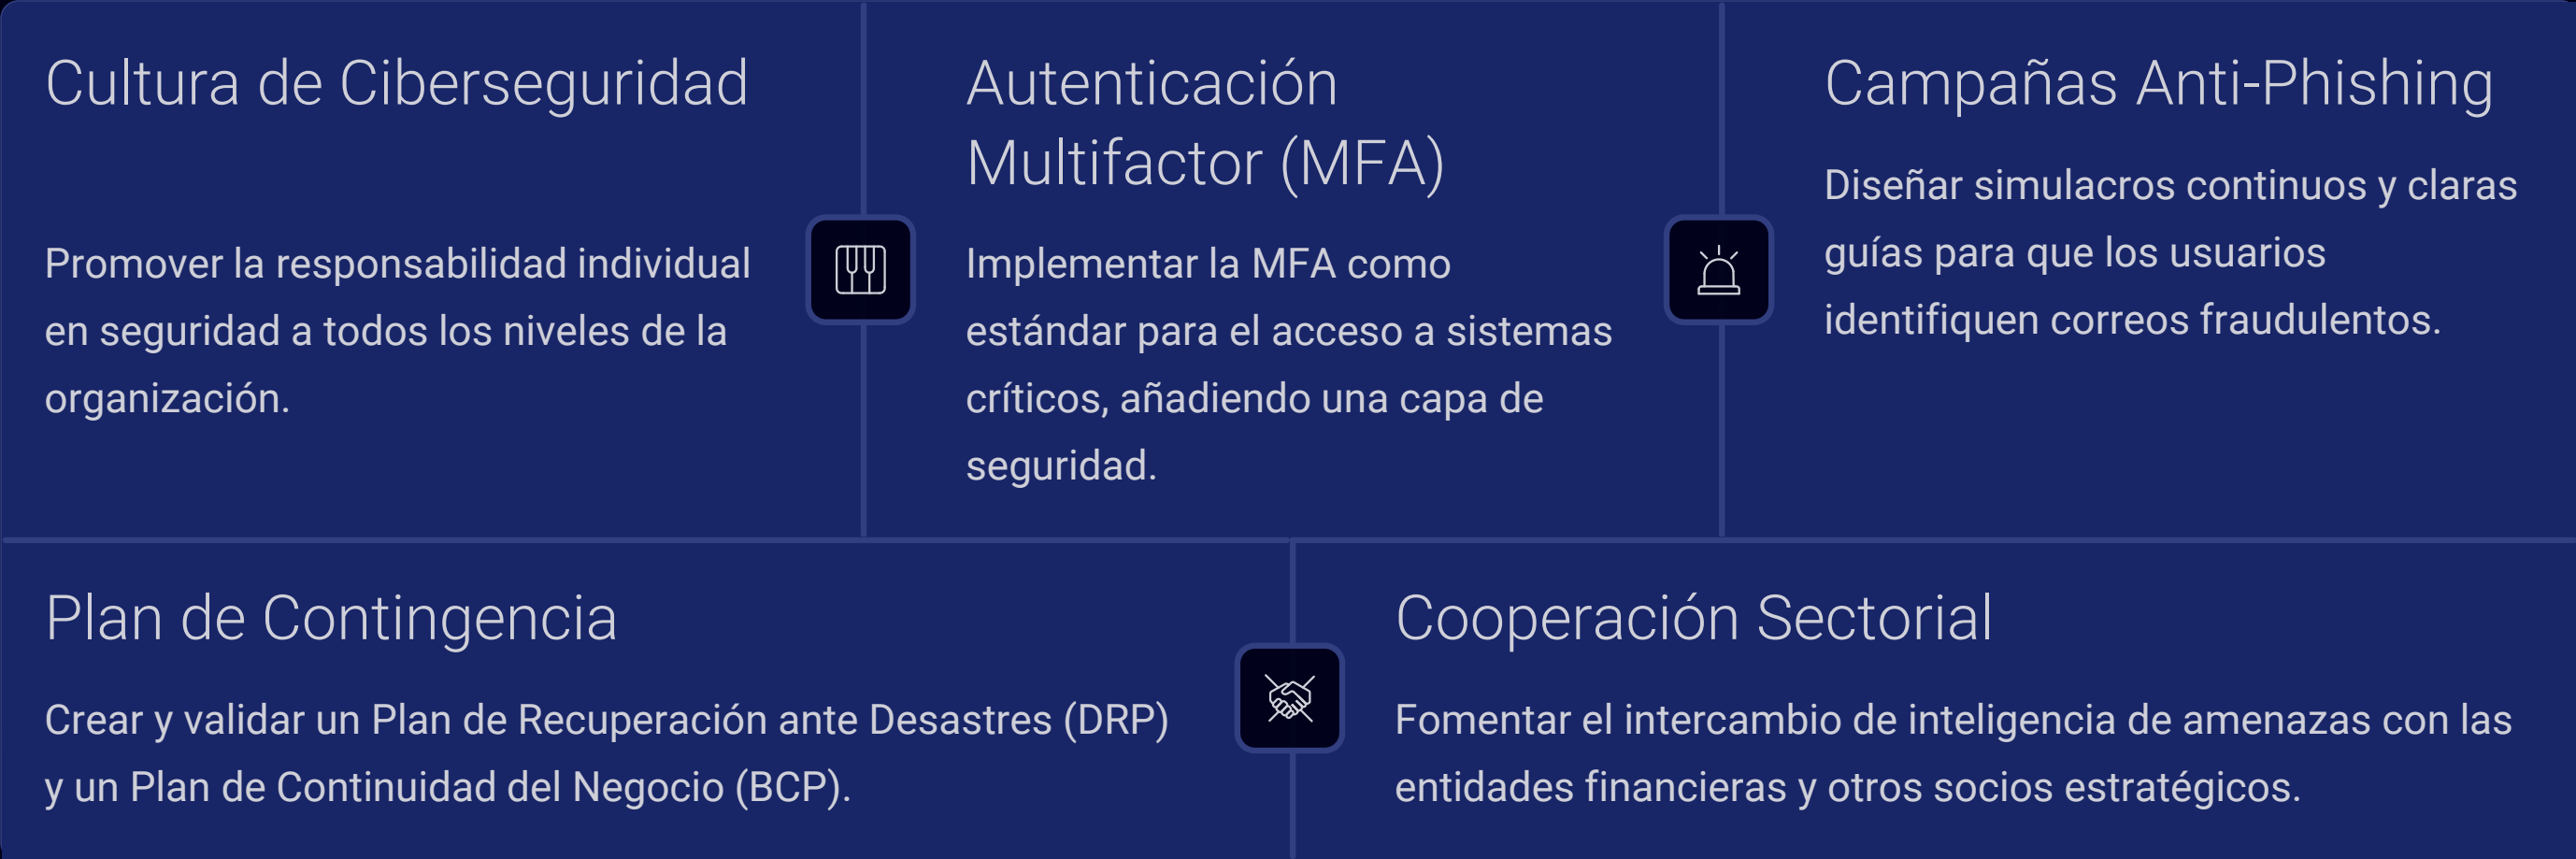 Cultura de Ciberseguridad
Promover la responsabilidad individual
en seguridad a todos los niveles de la
organización.
Autenticación
Multifactor (MFA)
Implementar la MFA como
estándar para el acceso a sistemas
críticos, añadiendo una capa de
seguridad.
Campañas Anti-Phishing
Diseñar simulacros continuos y claras
guías para que los usuarios
identifiquen correos fraudulentos.
Plan de Contingencia
Crear y validar un Plan de Recuperación ante Desastres (DRP)
y un Plan de Continuidad del Negocio (BCP).
Cooperación Sectorial
Fomentar el intercambio de inteligencia de amenazas con las
entidades financieras y otros socios estratégicos.